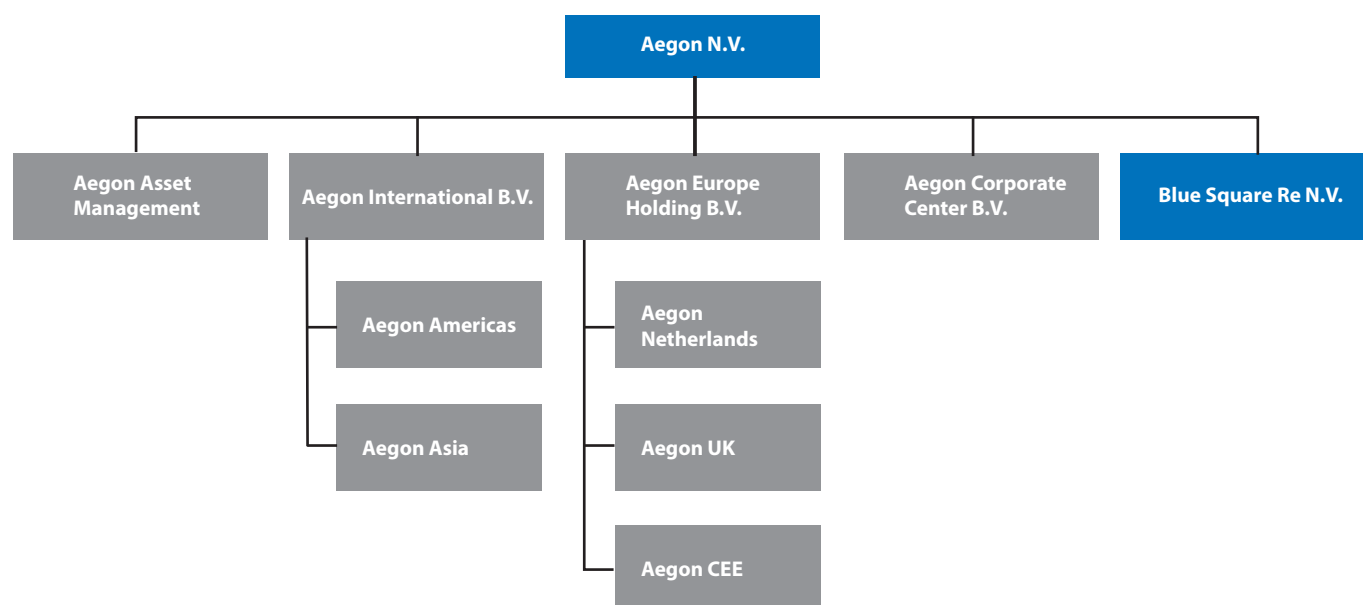 Aegon N.V.
Aegon Asset
Management
Aegon International B.V.
Aegon Europe
Holding B.V.
Aegon Corporate
Center B.V.
Blue Square Re N.V.
Aegon Americas
Aegon Asia
Aegon
Netherlands
Aegon UK
Aegon CEE